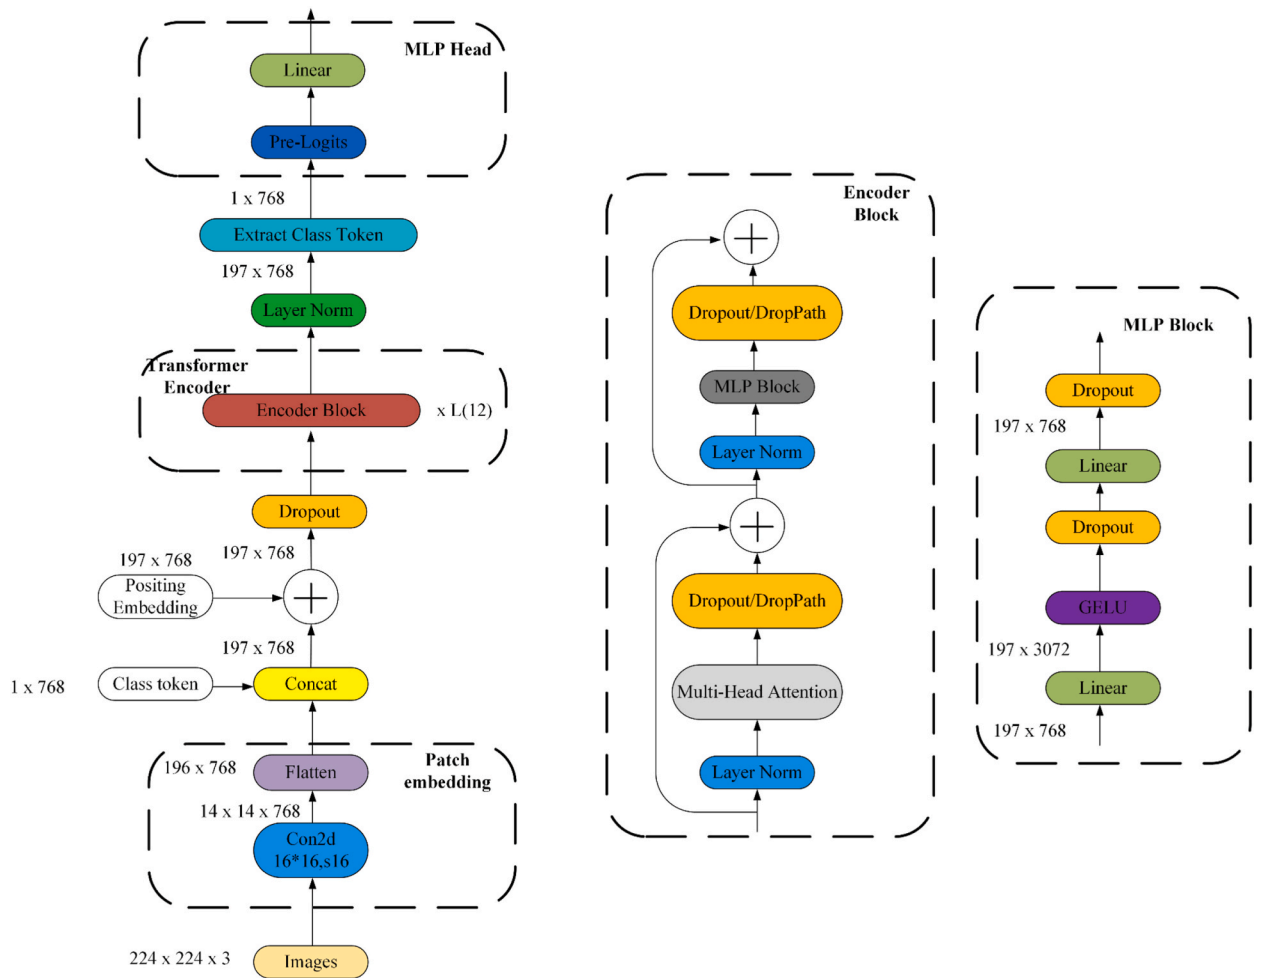 MLP Head
Linear
Pre-Logits
1 x 768
Extract Class Token
197 x 768
Layer Norm
Transformer
Encoder
Encoder Block
x L(12)
Dropout
197 x 768
197 x 768
Positing
Embedding
197 x 768
1 x 768
Class token
Concat
Patch
embedding
196 x 768
Flatten
14 x 14 x 768
Con2d
16*16,s16
224 x 224 x 3
Images
Encoder
Block
Dropout/DropPath
MLP Block
Layer Norm
Dropout/DropPath
Multi-Head Attention
Layer Norm
MLP Block
Dropout
197 x 768
Linear
Dropout
GELU
197 x 3072
Linear
197 x 768